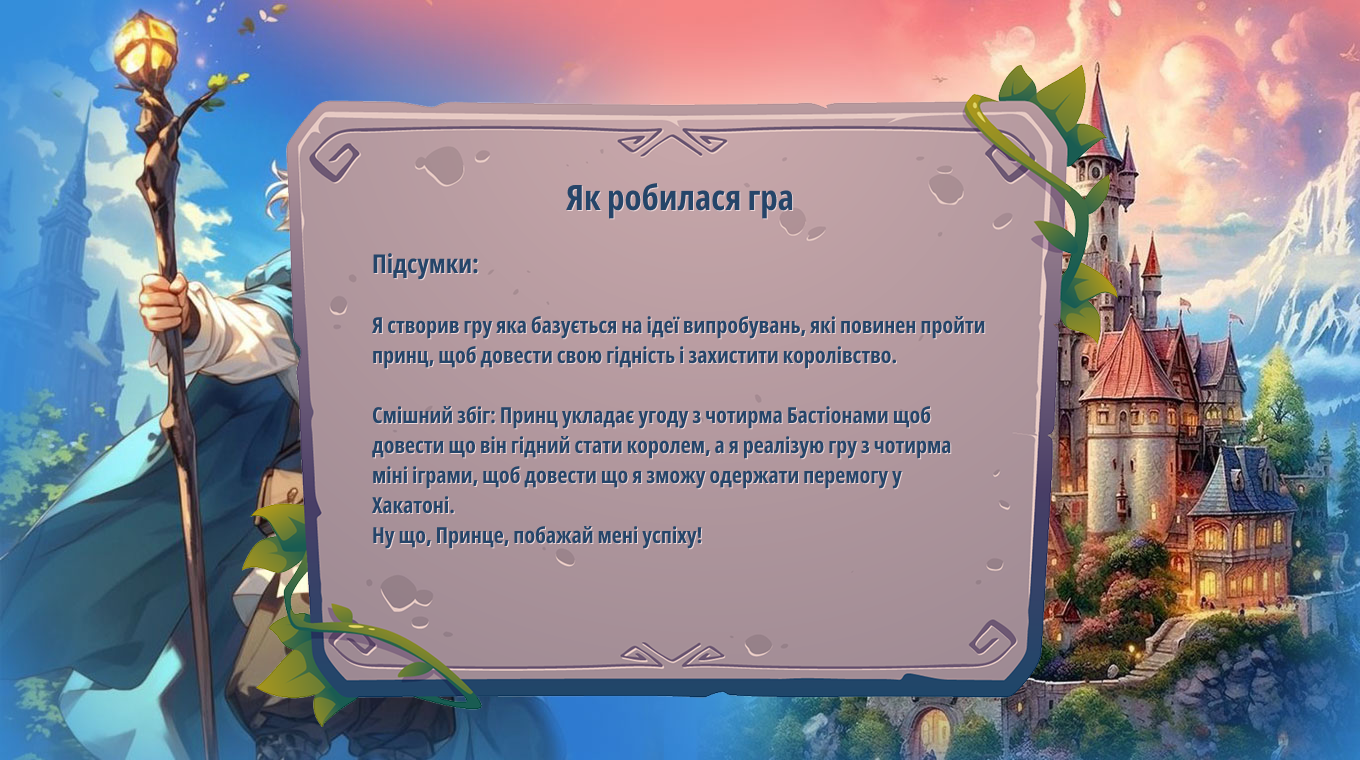 Як робилася гра
Підсумки:
Я створив гру яка базується на ідеї випробувань, які повинен пройти
принц, щоб довести свою гідність і захистити королівство.
Смішний збіг: Принц укладає угоду з чотирма Бастіонами щоб
довести що він гідний стати королем, а я реалізую гру з чотирма
міні іграми, щоб довести що я зможу одержати перемогу у
Хакатоні.
Ну що, Принце, побажай мені успіху!